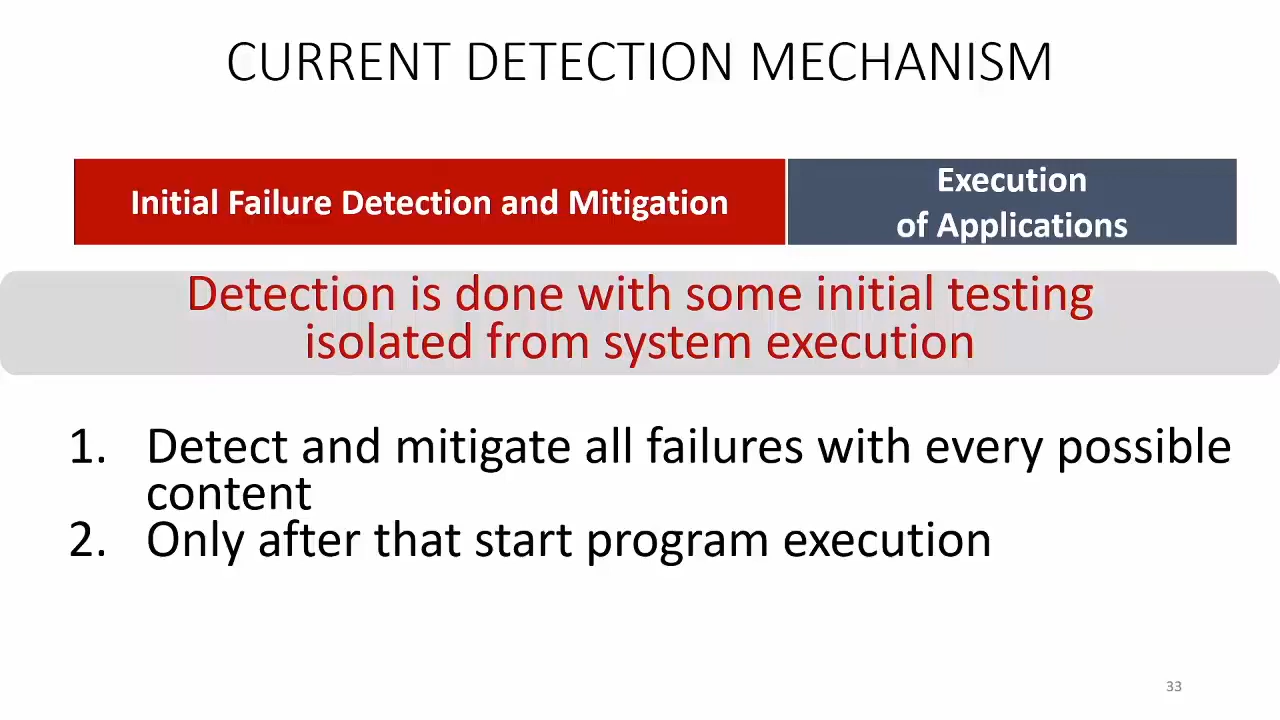 CURRENT DETECTION MECHANISM
Initial Failure Detection and Mitigation
Execution
of Applications
Detection is done with some initial testing
isolated from system execution
1. Detect and mitigate all failures with every possible
content
2. Only after that start program execution
33